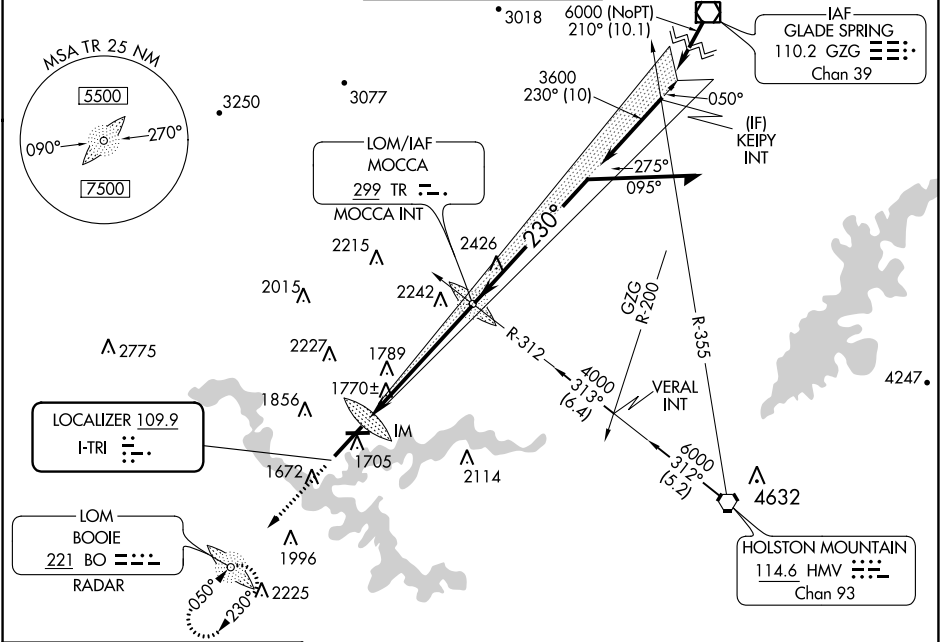 3018
6000 (NoPT)
210° (10.1)
IAF
GLADE SPRING
110.2 GZG
Chan 39
MSA TR 25 NM
5500
090°
270°
7500
3250
3077
3600
230° (10)
050°
(IF)
KEIPY
INT
LOM/IAF
MOCCA
299 TR
MOCCA INT
275°
095°
230°
2215
2426
2015
2242
GZG
R-200
R-355
R-312
2775
2227
1789
1770±
4000
313°
(6.4)
VERAL
INT
4247
1856
LOCALIZER 109.9
I-TRI
IM
1705
1672
2114
6000
312°
(5.2)
4632
LOM
BOOIE
221 BO
RADAR
1996
050°
230°
2225
HOLSTON MOUNTAIN
114.6 HMV
Chan 93